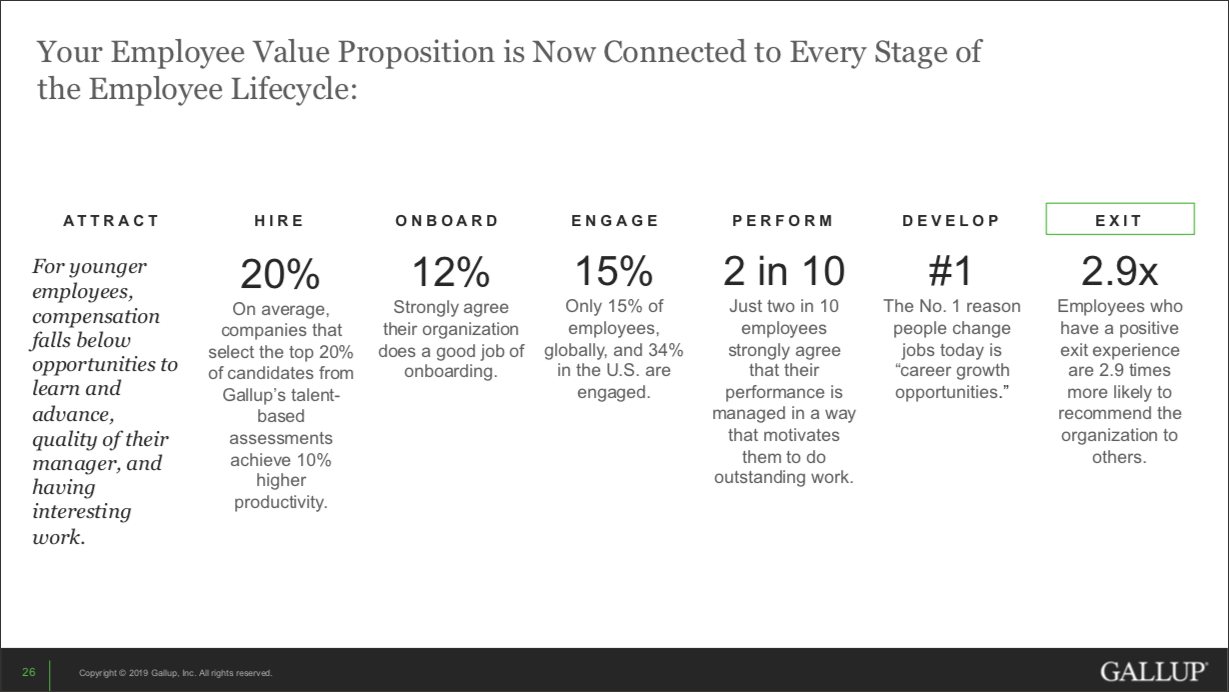 Your Employee Value Proposition is Now Connected to Every Stage of
the Employee Lifecycle:
ATTRACT
For younger
employees,
compensation
falls below
opportunities to
learn and
advance,
quality of their
manager, and
having
interesting
work.
HIRE
20%
On average,
companies that
select the top 20%
of candidates from
Gallup’s talent-
based
assessments
achieve 10%
higher
productivity.
ONBOARD
12%
Strongly agree
their organization
does a good job of
onboarding.
ENGAGE
15%
Only 15% of
employees,
globally, and 34%
in the U.S. are
engaged.
PERFORM
2 in 10
Just two in 10
employees
strongly agree
that their
performance is
managed in a way
that motivates
them to do
outstanding work.
DEVELOP
#1
The No. 1 reason
people change
jobs today is
“career growth
opportunities.”
EXIT
2.9x
Employees who
have a positive
exit experience
are 2.9 times
more likely to
recommend the
organization to
others.
26
Copyright © 2019 Gallup, Inc. All rights reserved.
GALLUP®